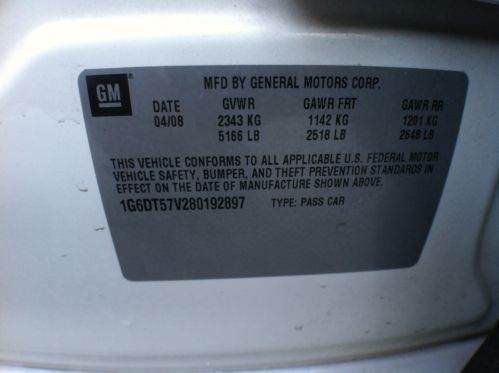 GM
MFD BY GENERAL MOTORS CORP.
DATE GVWR GAWR FRT GAWR RR
04/08 2343 KG 1142 KG 1201 KG
5166 LB 2518 LB 2648 LB
THIS VEHICLE CONFORMS TO ALL APPLICABLE U.S. FEDERAL MOTOR
VEHICLE SAFETY, BUMPER, AND THEFT PREVENTION STANDARDS IN
EFFECT ON THE DATE OF MANUFACTURE SHOWN ABOVE.
1G6DT57V280192897 TYPE: PASS CAR